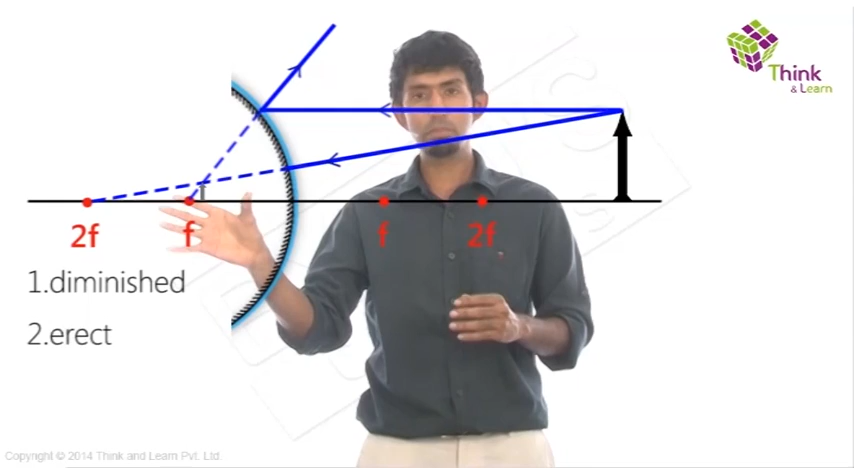 Think
& Learn
2f
f
f
2f
1.diminished
2.erect
Copyright © 2014 Think and Learn Pvt. Ltd.